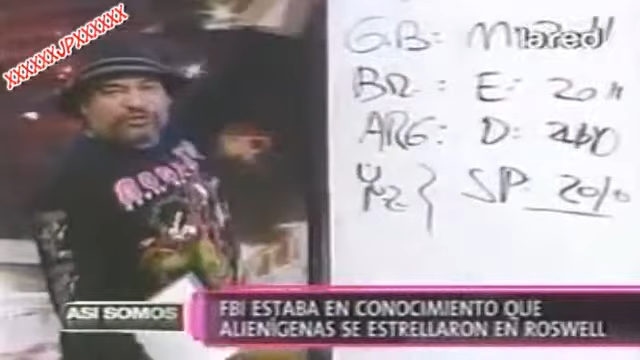 XXXXXXJPXXXXXX
lared
G.B:
BR : E: 2011
ARG: D:
SP 2010
ASI SOMOS
FBI ESTABA EN CONOCIMIENTO QUE
ALIENÍGENAS SE ESTRELLARON EN ROSWELL